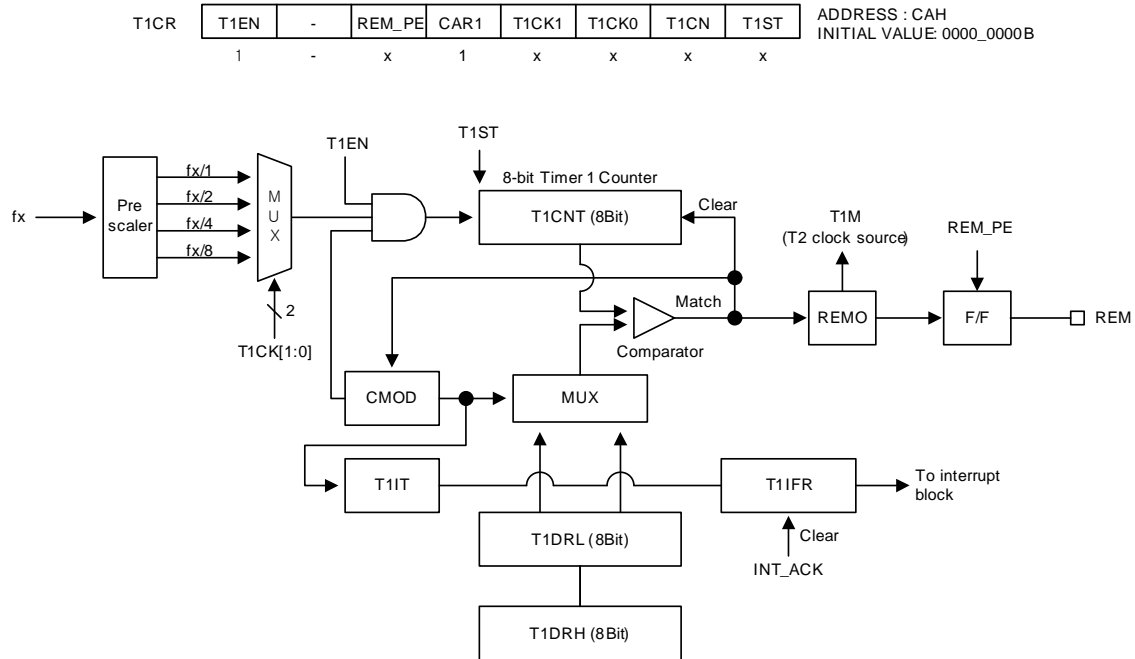 T1CR T1EN - REM_PE CAR1 T1CK1 T1CK0 T1CN T1ST
ADDRESS : CAH
INITIAL VALUE: 0000_0000B
1 - x 1 x x x x
T1EN
T1ST
8-bit Timer 1 Counter
fx
Pre
scaler
fx/1
fx/2
fx/4
fx/8
M
U
X
T1CNT (8Bit)
Clear
T1M
(T2 clock source)
REM_PE
2
T1CK[1:0]
Match
Comparator
REMO
F/F
REM
CMOD
MUX
T1IT
T1IFR
To interrupt
block
T1DRL (8Bit)
Clear
INT_ACK
T1DRH (8Bit)